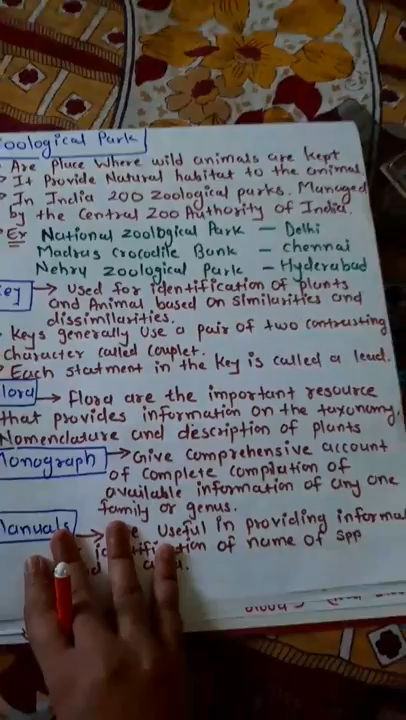 Zoological Park
Are Place Where wild animals are kept
It Provide Natural habitat to the animal
In India 200 Zoological parks. Managed
by the Central Zoo Authority of India.
Ex National Zoological Park - Delhi
Madras Crocodile Bank - Chennai
Nehry Zoological Park - Hyderabad
Key → Used for identification of plants
and Animal based on similarities and
dissimilarities.
Keys generally Use a pair of two contrasting
character called Couplet.
Each statment in the Key is called a lead.
Flora → Flora are the important resource
that provides information on the taxonomy,
Nomenclature and description of plants
Monograph → Give comprehensive account
of complete compilation of
available information of any one
family or genus.
Manuals → Useful in providing informa
of name of spp